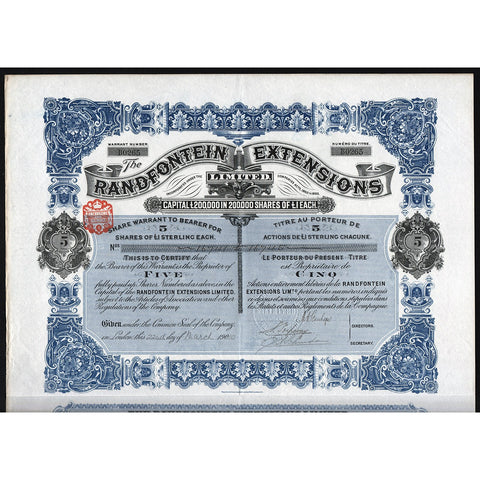 WARRANT NUMBER
B0265
NUMÉRO DU TITRE
B0265
The
RANDFONTEIN EXTENSIONS
LIMITED
CAPITAL £200,000 IN 200000 SHARES OF £1 EACH.
SHARE WARRANT TO BEARER FOR
5
SHARES OF £1 STERLING EACH.
Nos
THIS IS TO CERTIFY that
the Bearer of this Warrant is the Proprietor of
FIVE
fully paid up Shares Numbered as above in the
Capital of the RANDFONTEIN EXTENSIONS LIMITED
subject to the Articles of Association and other
Regulations of the Company.
Given under the Common Seal of the Company,
in London this 22nd day of March
TITRE AU PORTEUR DE
5
ACTIONS DE £1 STERLING CHACUNE.
LE PORTEUR DU PRÉSENT TITRE
est Propriétaire de
CINQ
Actions entièrement libérées de la RANDFONTEIN
EXTENSIONS LIMTD portant les numéros indiqués
ci-dessus et soumises aux conditions stipulées dans
les Statuts et autres Règlements de la Compagnie
DIRECTORS.
SECRETARY.
5
5